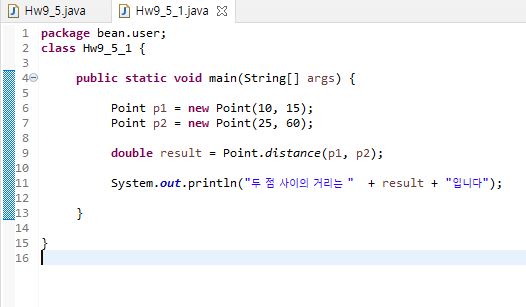 Hw9_5.java Hw9_5_1.java
1 package bean.user;
2 class Hw9_5_1 {
3
4 public static void main(String[] args) {
5
6 Point p1 = new Point(10, 15);
7 Point p2 = new Point(25, 60);
8
9 double result = Point.distance(p1, p2);
10
11 System.out.println("두 점 사이의 거리는 " + result + "입니다");
12
13 }
14
15 }
16